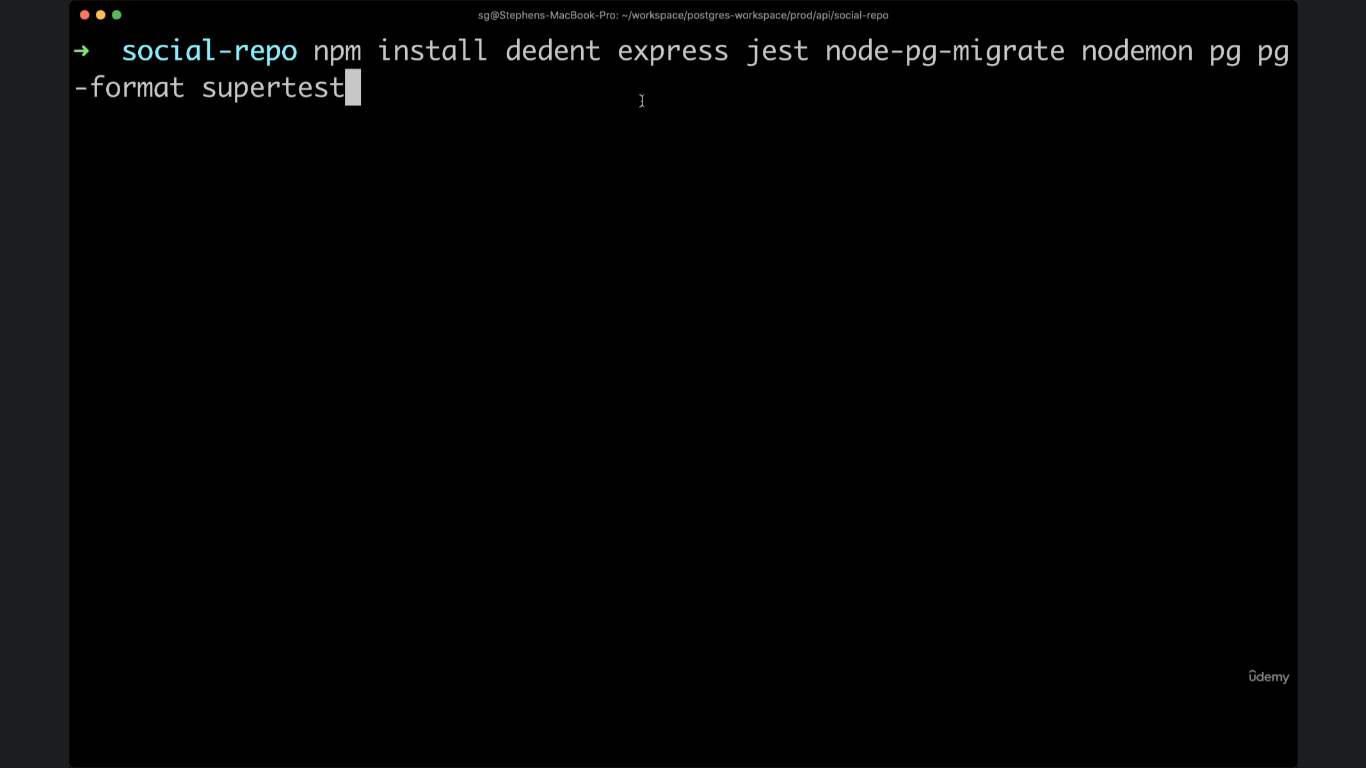 sg@Stephens-MacBook-Pro: ~/workspace/postgres-workspace/prod/api/social-repo
➜ social-repo npm install dedent express jest node-pg-migrate nodemon pg pg
-format supertest
ûdemy